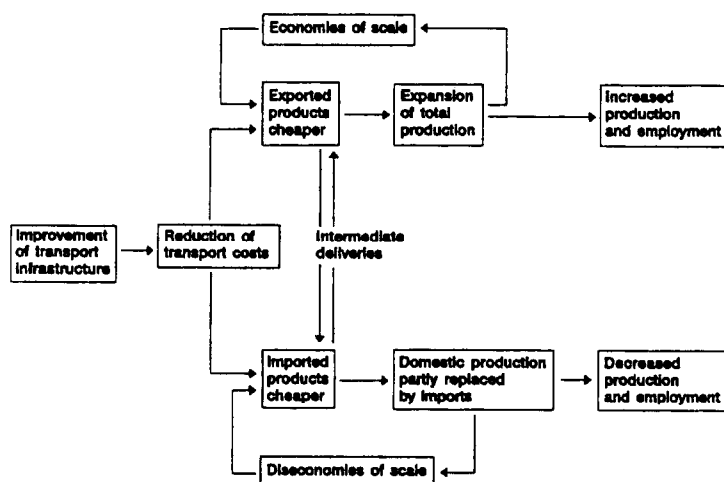 Economies of scale
Exported
products
cheaper
Expansion
of total
production
Increased
production
and employment
Improvement
of transport
infrastructure
Reduction of
transport costs
Intermediate
deliveries
Imported
products
cheaper
Domestic production
partly replaced
by imports
Decreased
production
and employment
Diseconomies of scale